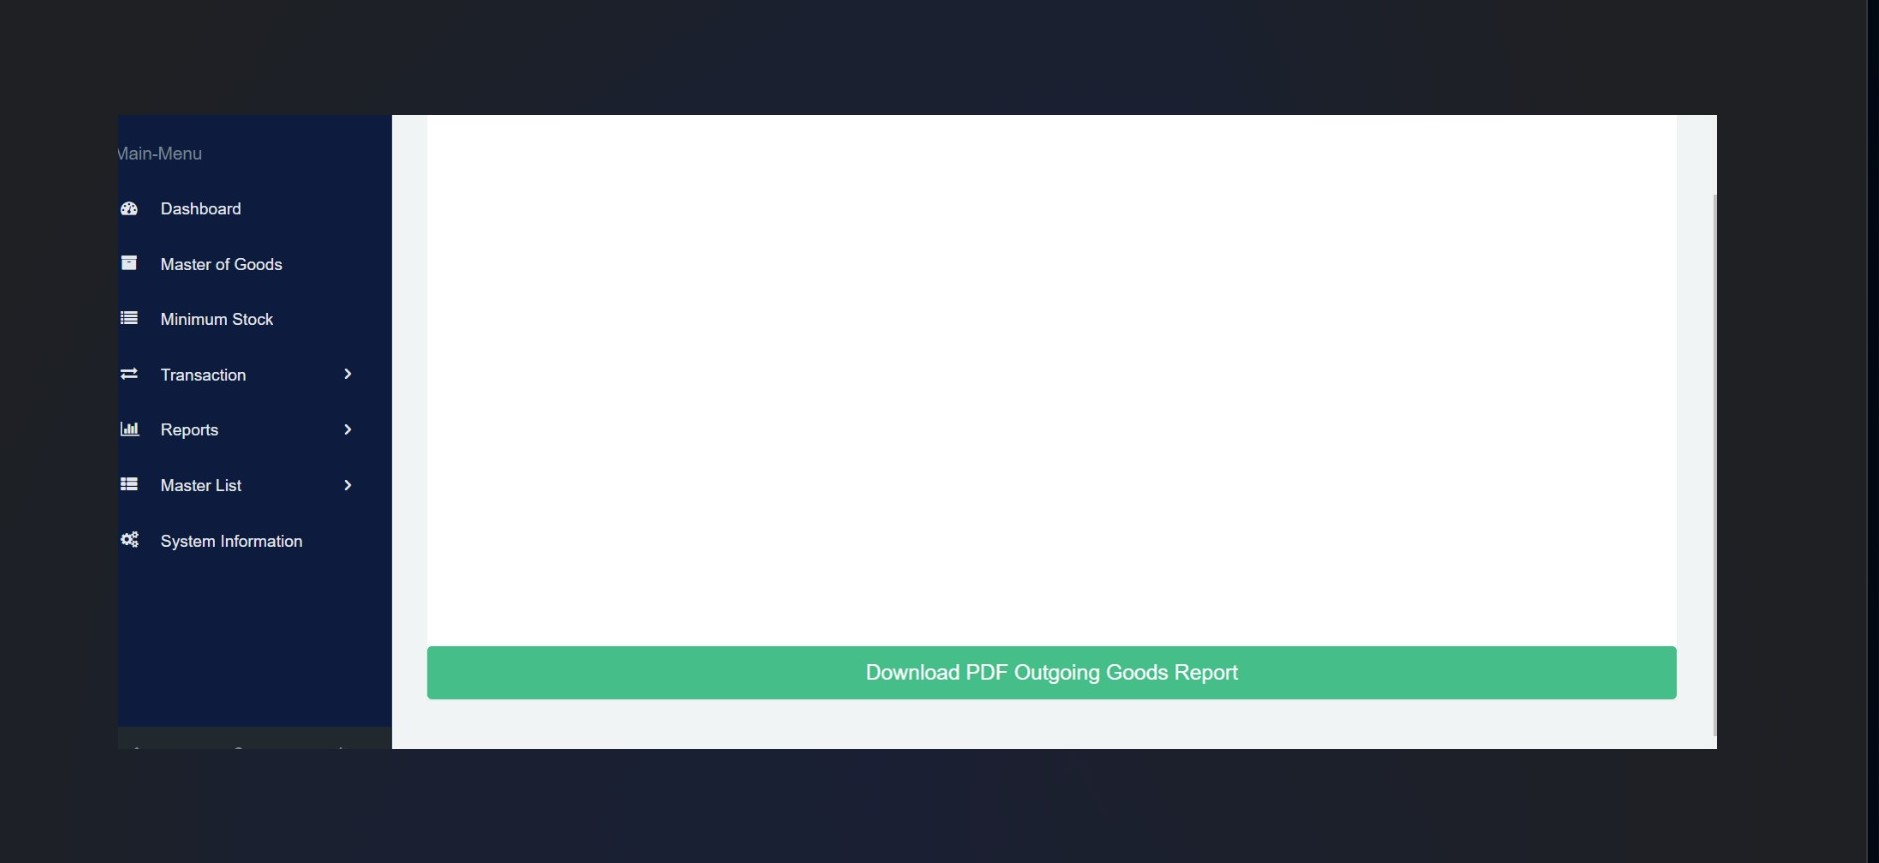 Main-Menu
Dashboard
Master of Goods
Minimum Stock
Transaction
Reports
Master List
System Information
Download PDF Outgoing Goods Report